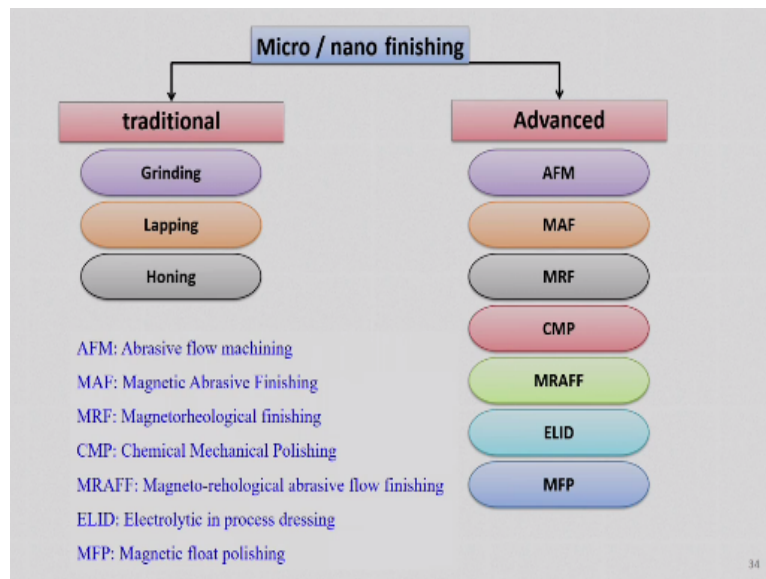 Micro / nano finishing
traditional
Grinding
Lapping
Honing
Advanced
AFM
MAF
MRF
CMP
MRAFF
ELID
MFP
AFM: Abrasive flow machining
MAF: Magnetic Abrasive Finishing
MRF: Magnetorheological finishing
CMP: Chemical Mechanical Polishing
MRAFF: Magneto-rehological abrasive flow finishing
ELID: Electrolytic in process dressing
MFP: Magnetic float polishing
34